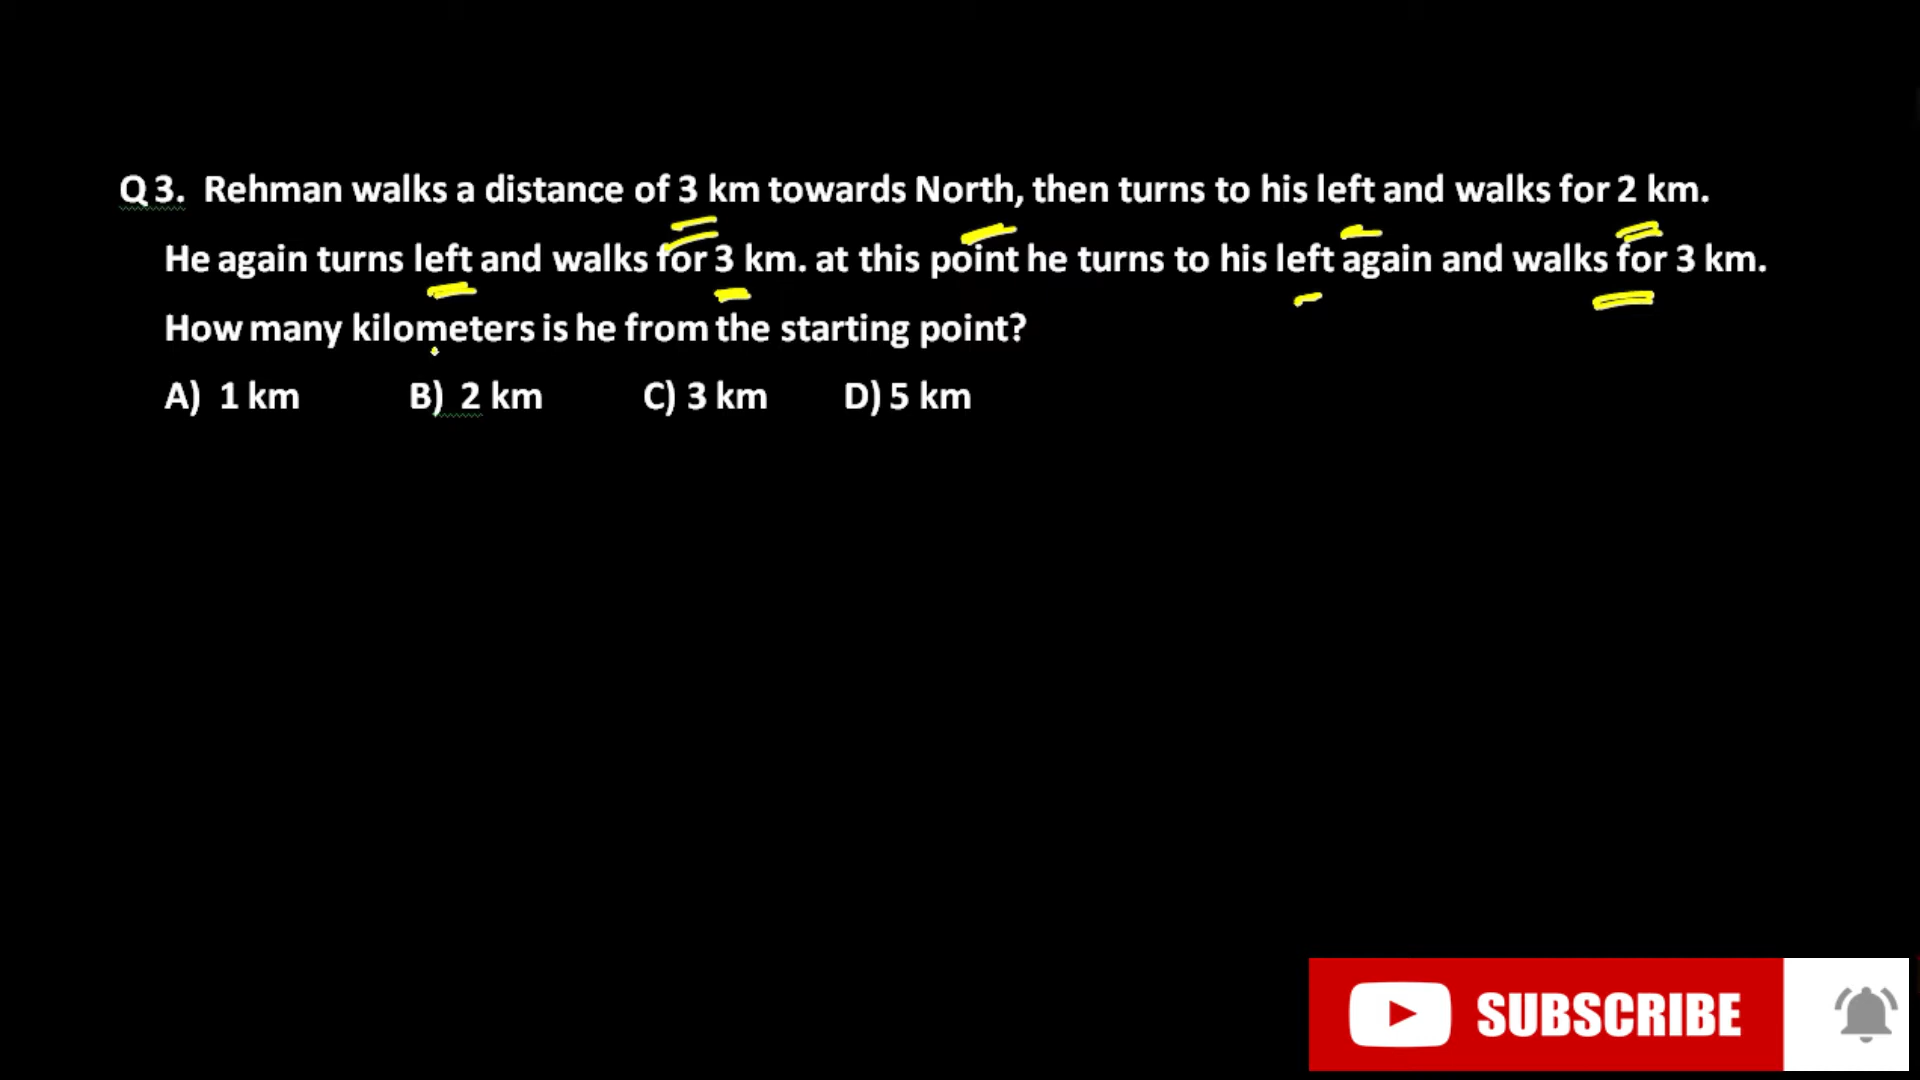 Q 3. Rehman walks a distance of 3 km towards North, then turns to his left and walks for 2 km.
He again turns left and walks for 3 km. at this point he turns to his left again and walks for 3 km.
How many kilometers is he from the starting point?
A) 1 km B) 2 km C) 3 km D) 5 km
SUBSCRIBE